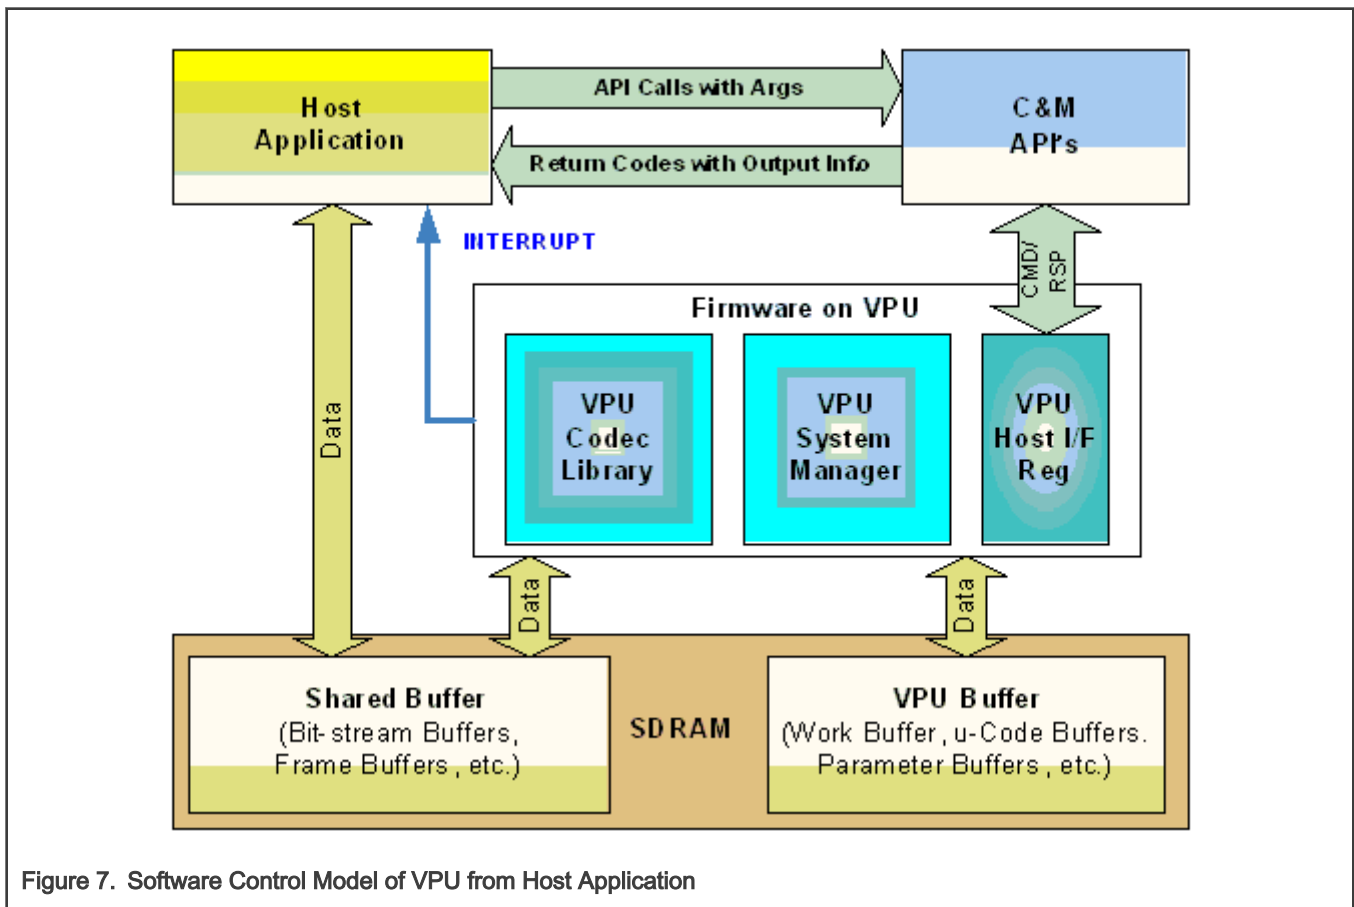 Host
Application
API Calls with Args
Return Codes with Output Info
C&M
API's
INTERRUPT
CMD/
RSP
Data
Firmware on VPU
VPU
Codec
Library
VPU
System
Manager
VPU
Host I/F
Reg
Data
Data
Shared Buffer
(Bit-stream Buffers,
Frame Buffers, etc.)
SDRAM
VPU Buffer
(Work Buffer, u-Code Buffers.
Parameter Buffers, etc.)
Figure 7. Software Control Model of VPU from Host Application